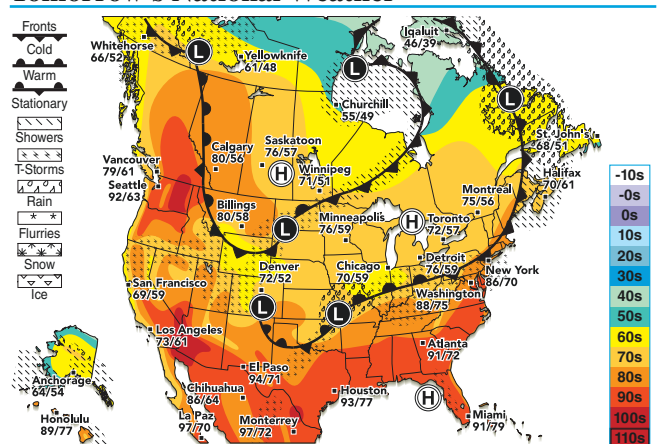 Tomorrow's National Weather
Fronts
Cold
Warm
Stationary
Showers
T-Storms
Rain
Flurries
Snow
Ice
Whitehorse
66/52
L
Yellowknife
61/48
L
Iqaluit
46/39
L
Churchill
55/49
St. John's
68/51
Halifax
70/61
Calgary
80/56
Saskatoon
76/57
H
Winnipeg
71/51
Vancouver
79/61
Seattle
92/63
Montreal
75/56
Billings
80/58
L
Minneapolis
76/59
H
Toronto
72/57
Denver
72/52
Chicago
70/59
Detroit
76/59
New York
86/70
San Francisco
69/59
Washington
88/75
L
L
Los Angeles
73/61
Atlanta
91/72
El Paso
94/71
Anchorage
64/54
Chihuahua
86/64
Houston
93/77
H
Honolulu
89/77
La Paz
97/70
Monterrey
97/72
Miami
91/79
-10s
-0s
0s
10s
20s
30s
40s
50s
60s
70s
80s
90s
100s
110s